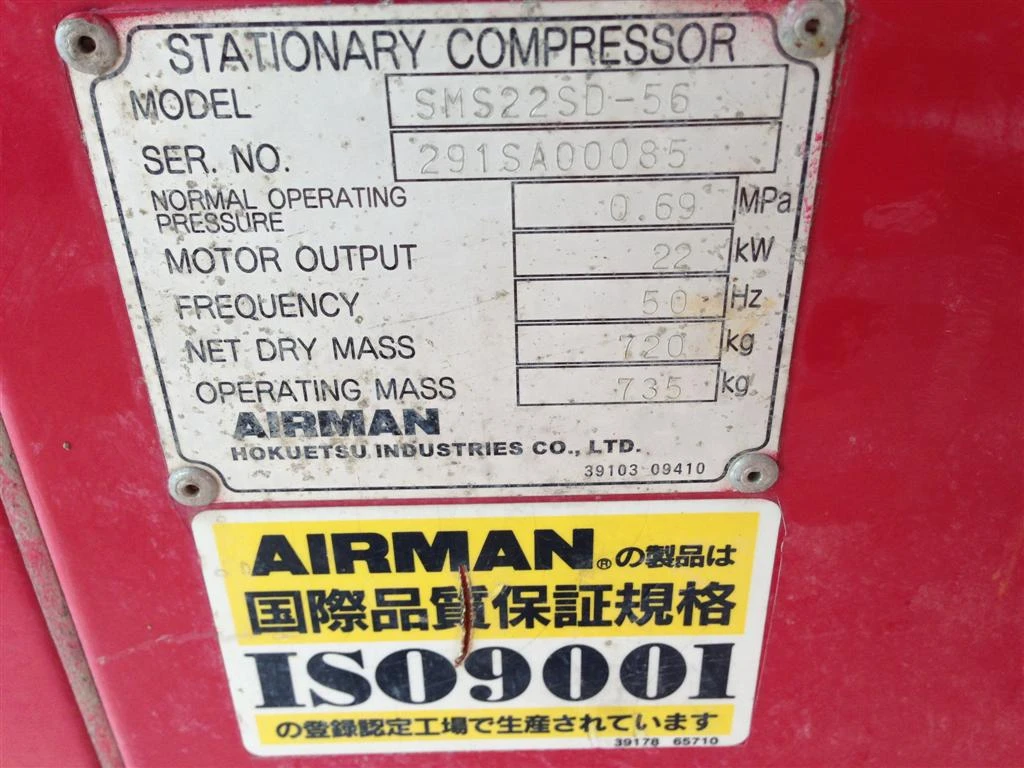 STATIONARY COMPRESSOR
MODEL SMS22SD-56
SER. NO. 291SA00085
NORMAL OPERATING PRESSURE 0.69 MPa
MOTOR OUTPUT 22 kW
FREQUENCY 50 Hz
NET DRY MASS 720 kg
OPERATING MASS 735 kg
AIRMAN
HOKUETSU INDUSTRIES CO., LTD.
39103 09410
AIRMAN®の製品は
国際品質保証規格
ISO9001
の登録認定工場で生産されています
39178 65710